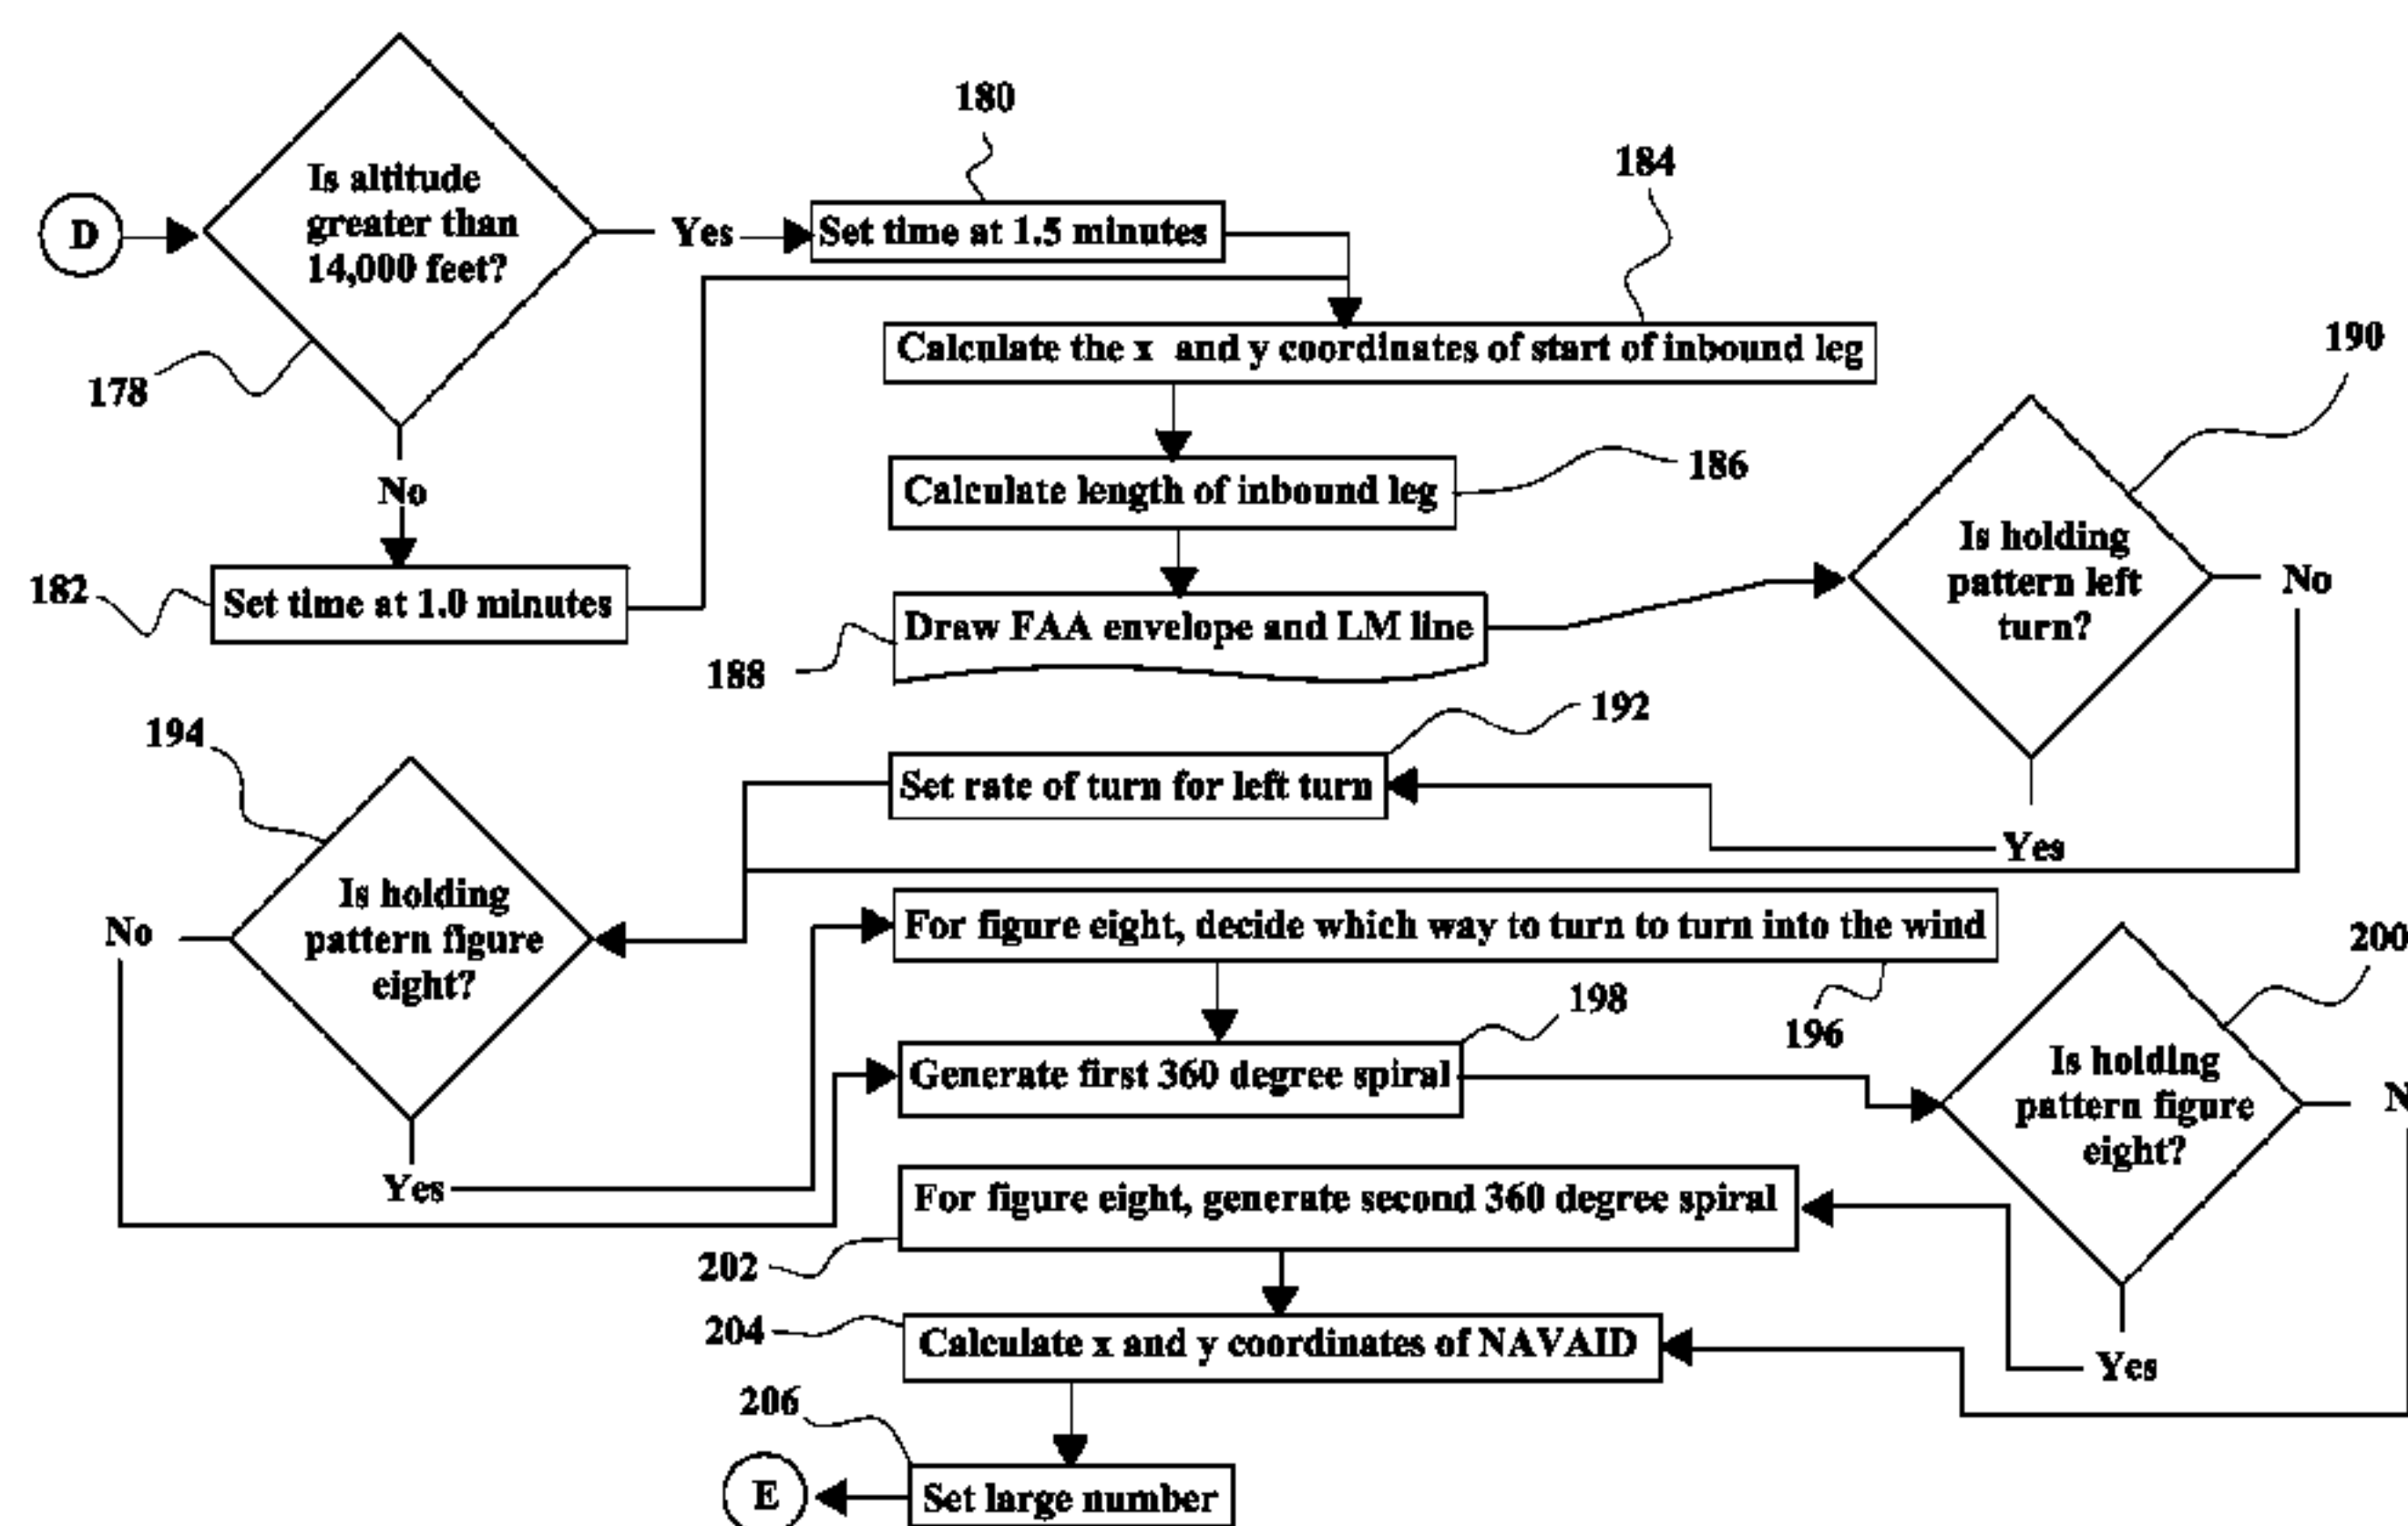 180
184
Is altitude
greater than
14,000 feet?
D
Yes
Set time at 1.5 minutes
178
Calculate the x and y coordinates of start of inbound leg
190
No
Calculate length of inbound leg
186
Is holding
pattern left
turn?
No
182
Set time at 1.0 minutes
Draw FAA envelope and LM line
188
192
194
Set rate of turn for left turn
Yes
Is holding
pattern figure
eight?
No
For figure eight, decide which way to turn to turn into the wind
200
198
196
Generate first 360 degree spiral
Is holding
pattern figure
eight?
N
Yes
For figure eight, generate second 360 degree spiral
202
204
Calculate x and y coordinates of NAVAID
Yes
206
E
Set large number